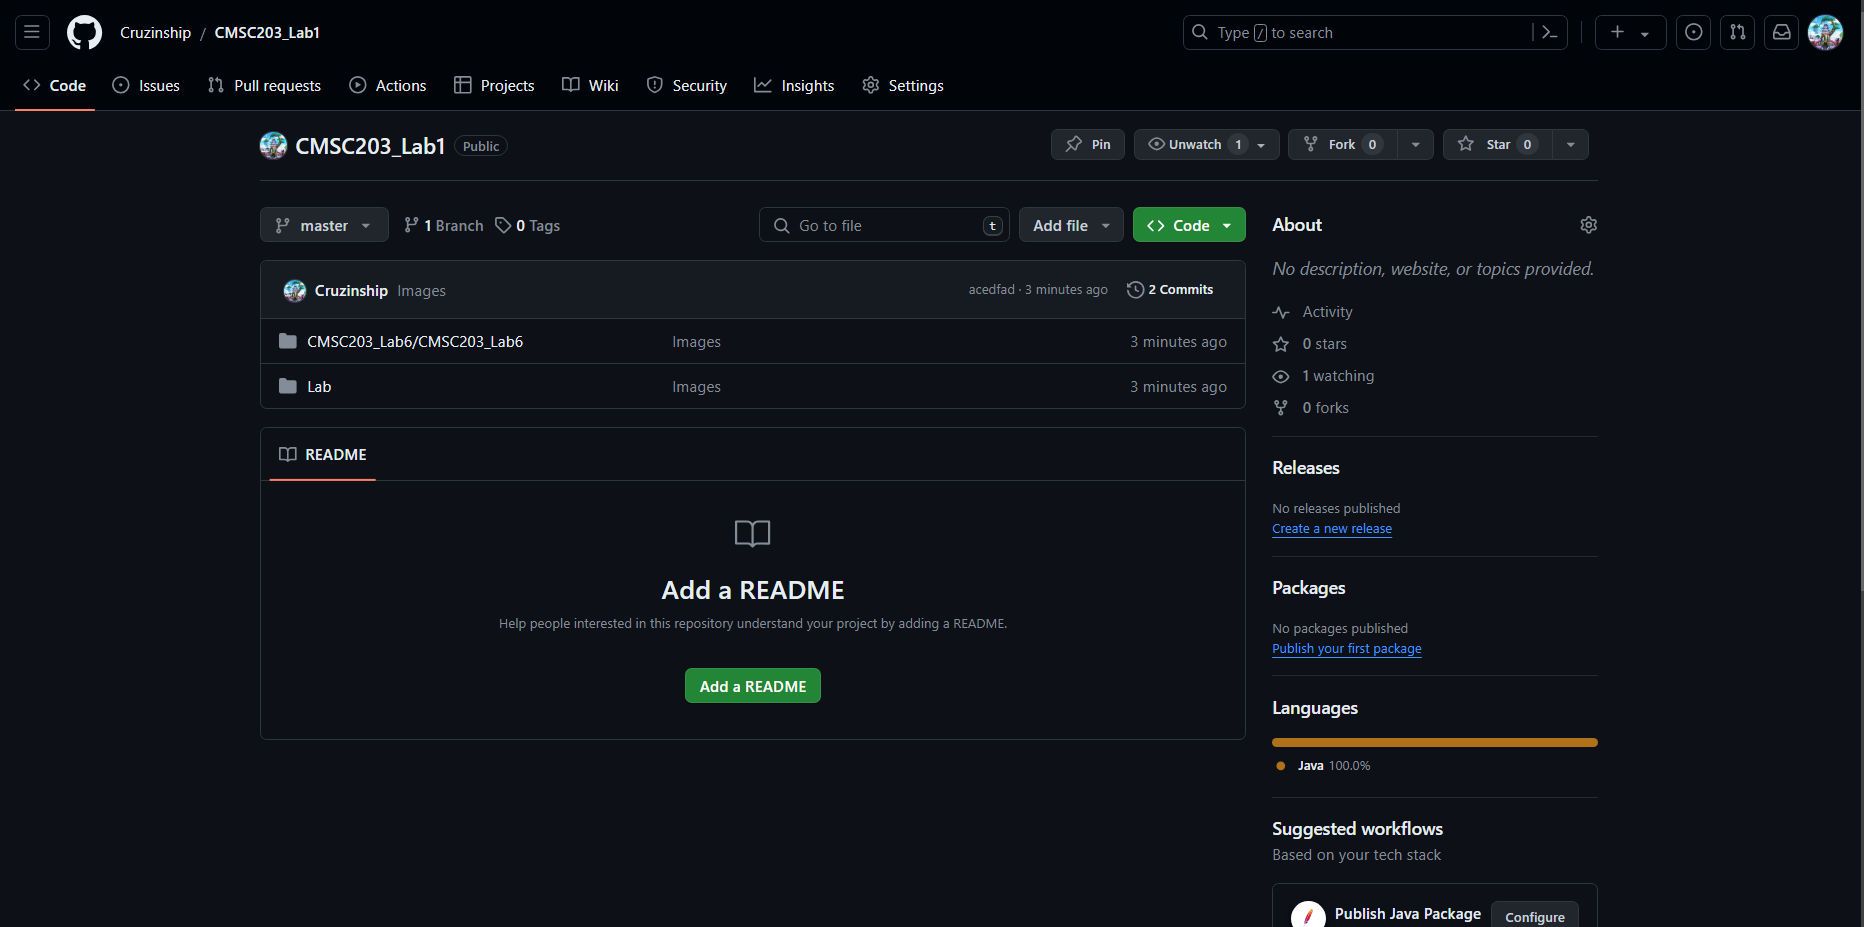 Cruzinship / CMSC203_Lab1
Type / to search
Code Issues Pull requests Actions Projects Wiki Security Insights Settings
CMSC203_Lab1 Public
Pin Unwatch 1 Fork 0 Star 0
master 1 Branch 0 Tags Go to file t Add file Code
Cruzinship Images acedfad · 3 minutes ago 2 Commits
CMSC203_Lab6/CMSC203_Lab6 Images 3 minutes ago
Lab Images 3 minutes ago
README
Add a README
Help people interested in this repository understand your project by adding a README.
Add a README
About
No description, website, or topics provided.
Activity
0 stars
1 watching
0 forks
Releases
No releases published
Create a new release
Packages
No packages published
Publish your first package
Languages
Java 100.0%
Suggested workflows
Based on your tech stack
Publish Java Package Configure